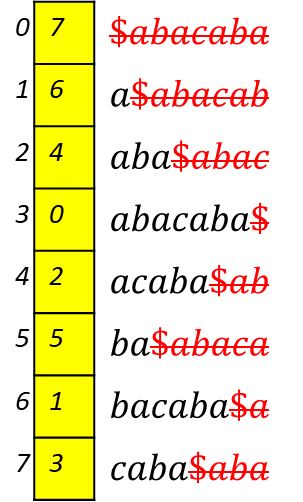 0 7 $abacaba
1 6 a$abacab
2 4 aba$abac
3 0 abacaba$
4 2 acaba$ab
5 5 ba$abaca
6 1 bacaba$a
7 3 caba$aba